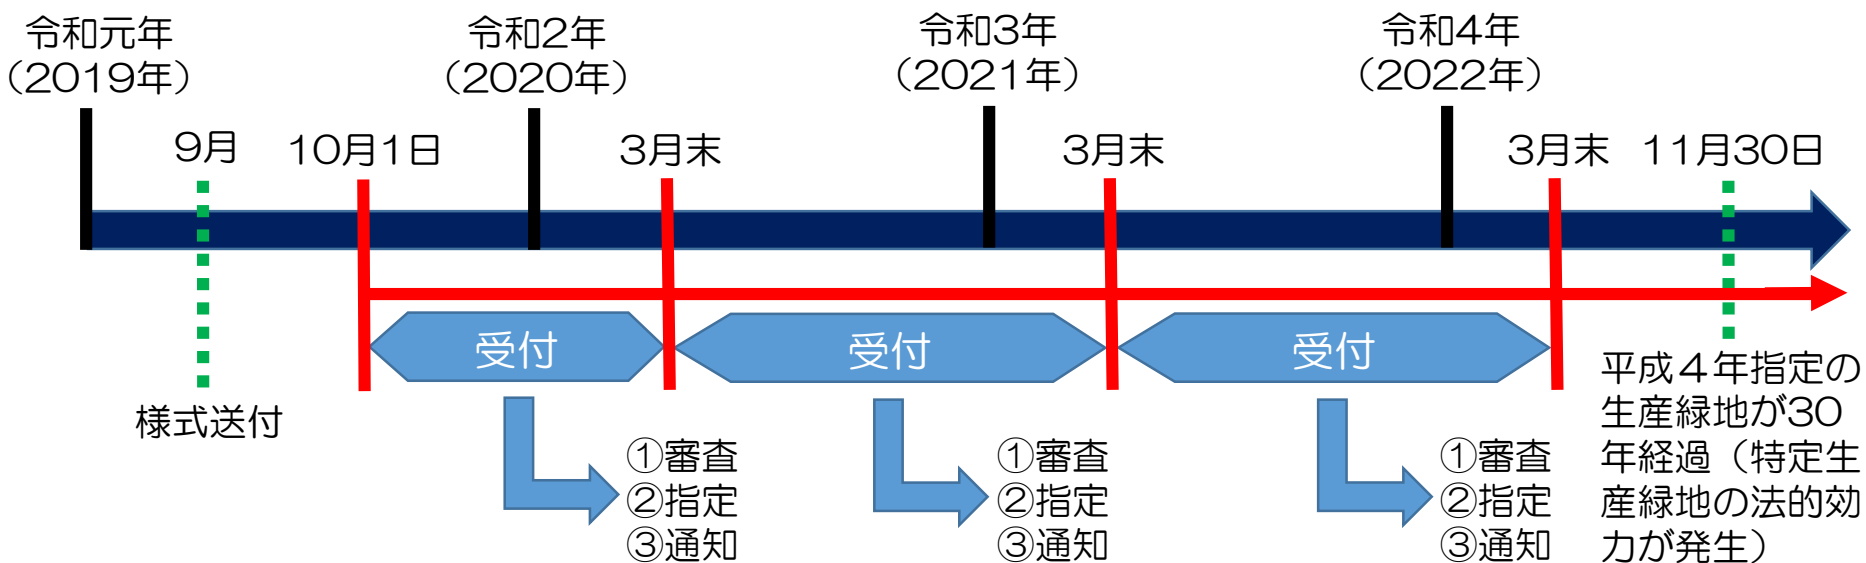 令和元年
（2019年）
令和2年
（2020年）
令和3年
（2021年）
令和4年
（2022年）
9月
10月1日
3月末
3月末
3月末
11月30日
受付
受付
受付
様式送付
①審査
②指定
③通知
①審査
②指定
③通知
①審査
②指定
③通知
平成４年指定の
生産緑地が30
年経過（特定生
産緑地の法的効
力が発生）